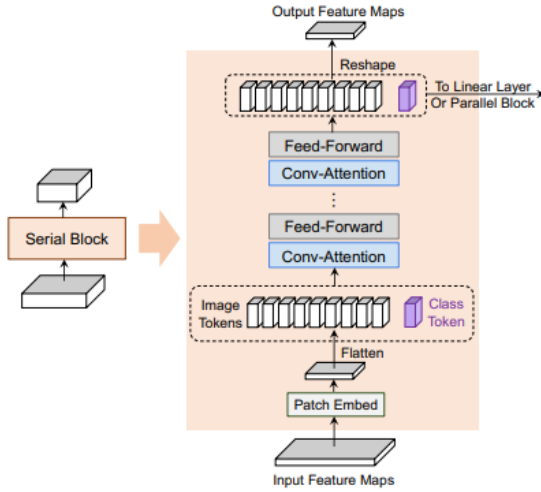 Output Feature Maps
Reshape
To Linear Layer
Or Parallel Block
Feed-Forward
Conv-Attention
...
Feed-Forward
Conv-Attention
Serial Block
Image
Tokens
Class
Token
Flatten
Patch Embed
Input Feature Maps